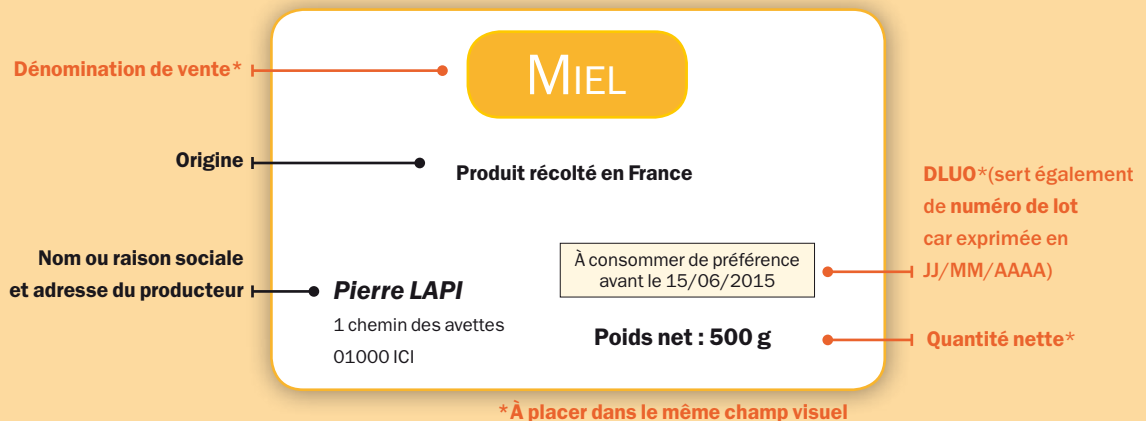 Dénomination de vente*
MIEL
Origine
Produit récolté en France
DLUO*(sert également
de numéro de lot
car exprimée en
JJ/MM/AAAA)
Nom ou raison sociale
et adresse du producteur
À consommer de préférence
avant le 15/06/2015
Pierre LAPI
1 chemin des avettes
01000 ICI
Poids net : 500 g
Quantité nette*
*À placer dans le même champ visuel